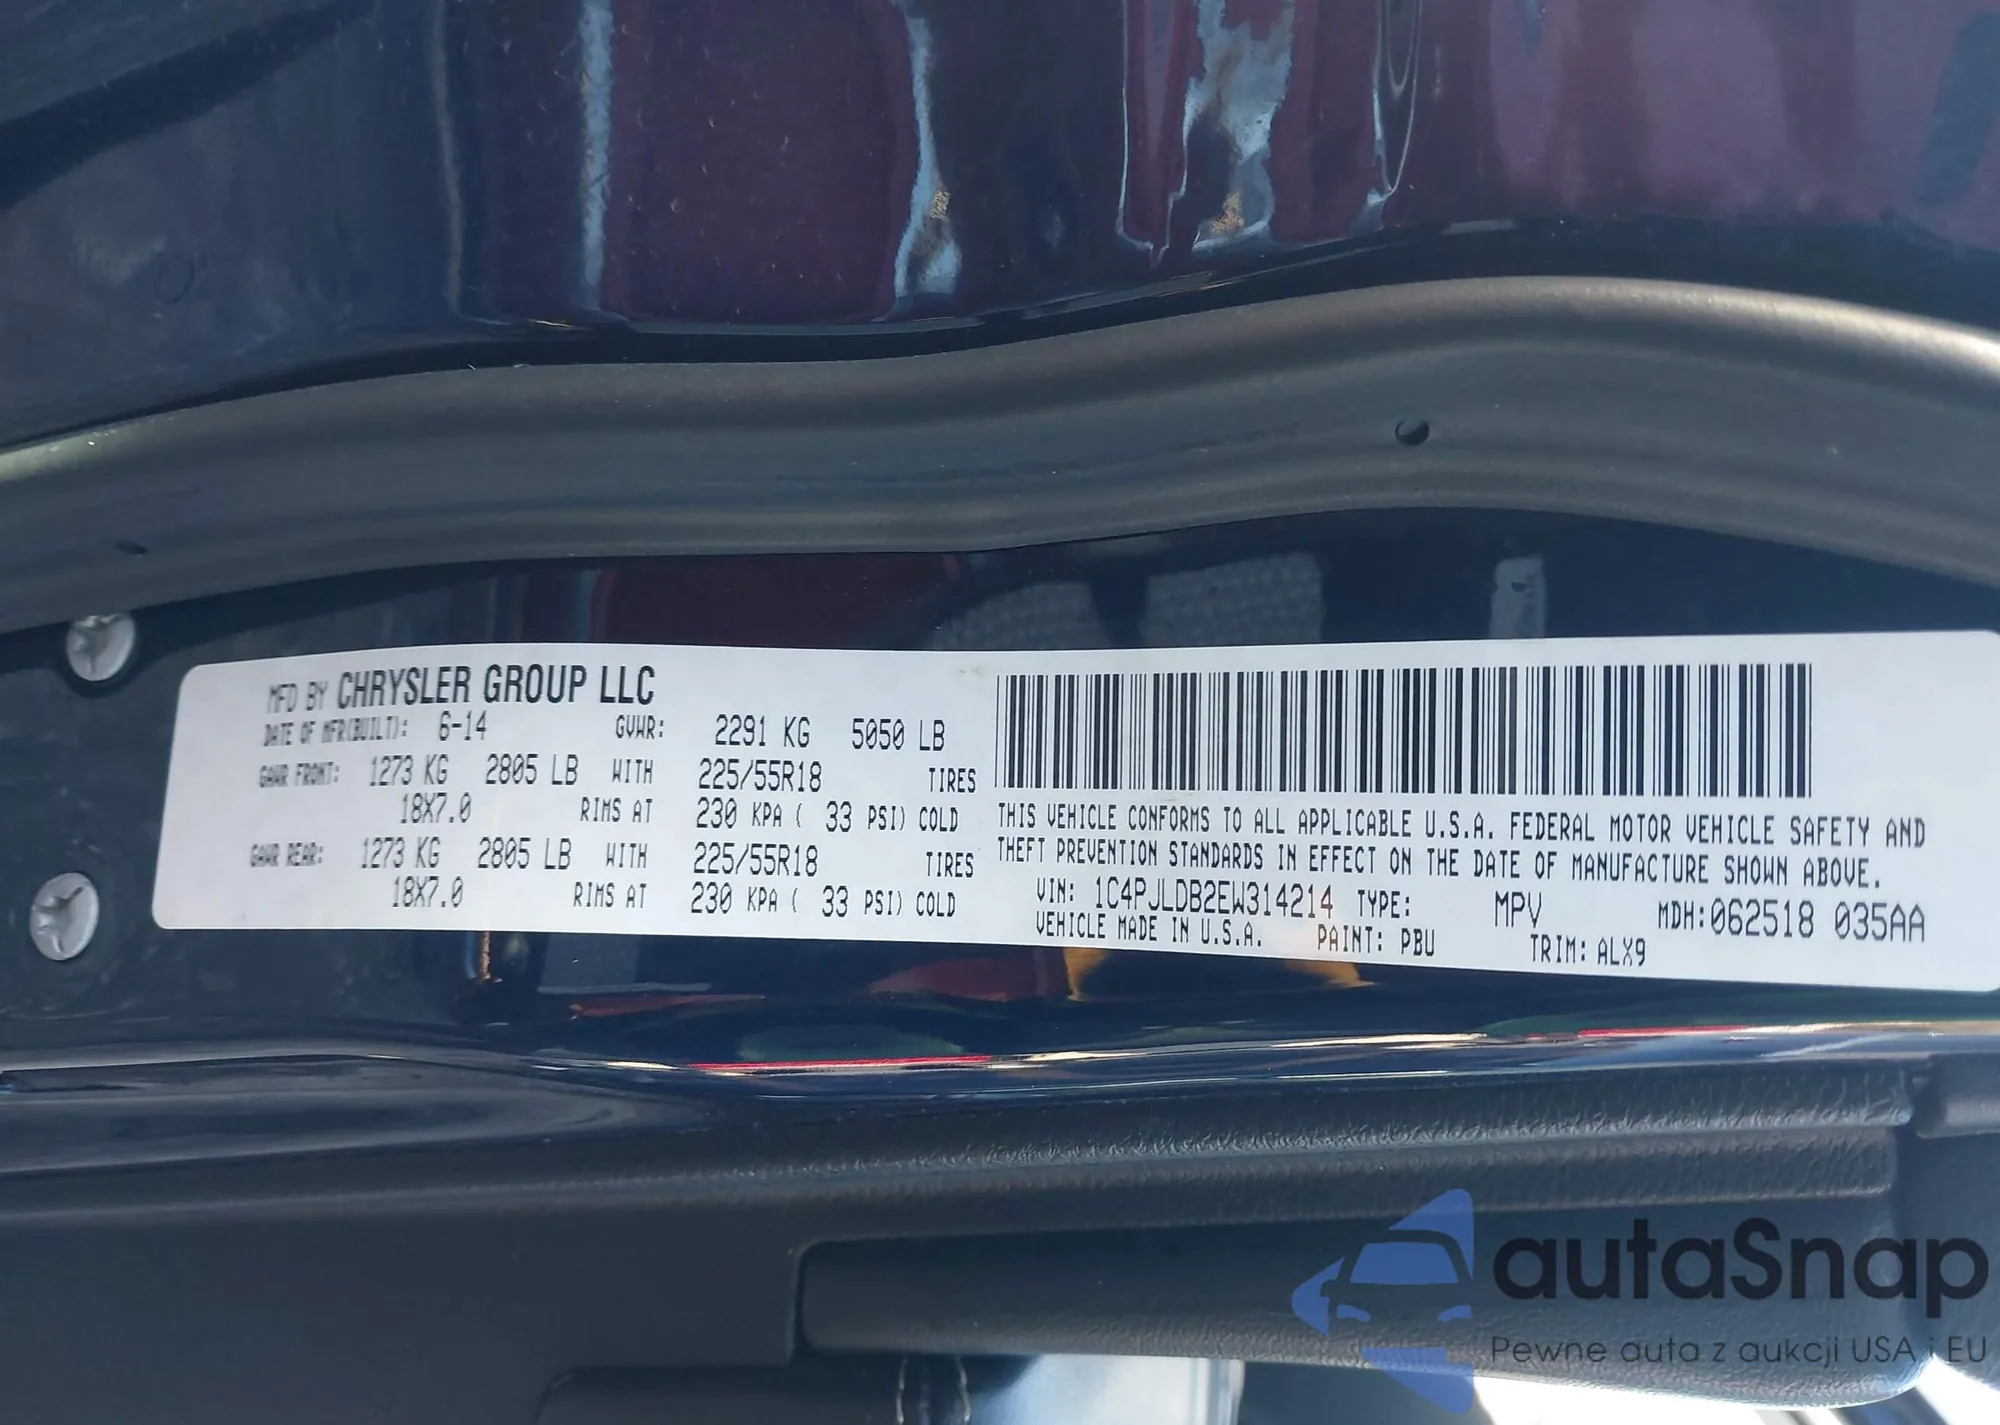 MFD BY CHRYSLER GROUP LLC
DATE OF MFR(BUILT): 6-14 GVWR: 2291 KG 5050 LB
GAWR FRONT: 1273 KG 2805 LB WITH 225/55R18 TIRES
18X7.0 RIMS AT 230 KPA ( 33 PSI) COLD
GAWR REAR: 1273 KG 2805 LB WITH 225/55R18 TIRES
18X7.0 RIMS AT 230 KPA ( 33 PSI) COLD
THIS VEHICLE CONFORMS TO ALL APPLICABLE U.S.A. FEDERAL MOTOR VEHICLE SAFETY AND
THEFT PREVENTION STANDARDS IN EFFECT ON THE DATE OF MANUFACTURE SHOWN ABOVE.
VIN: 1C4PJLDB2EW314214 TYPE: MPV MDH:062518 035AA
VEHICLE MADE IN U.S.A. PAINT: PBU TRIM: ALX9
autaSnap
Pewne auta z aukcji USA i EU